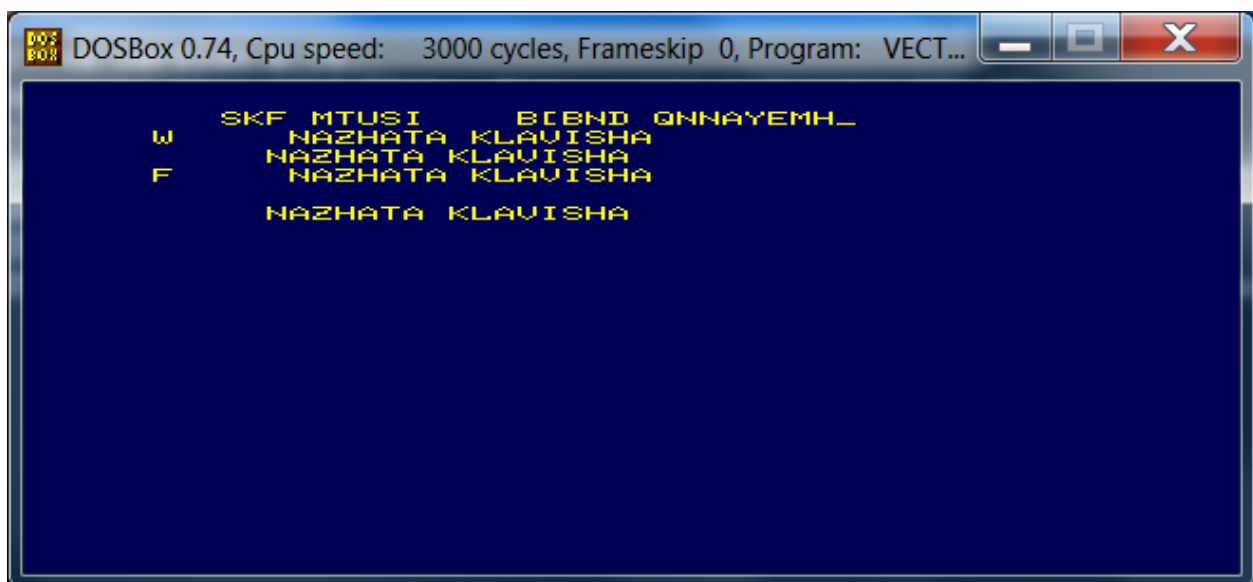 DOSBox 0.74, Cpu speed: 3000 cycles, Frameskip 0, Program: VECT...
SKF MTUSI B[BND QNNAYEMH_
W NAZHATA KLAVISHA
NAZHATA KLAVISHA
F NAZHATA KLAVISHA
NAZHATA KLAVISHA